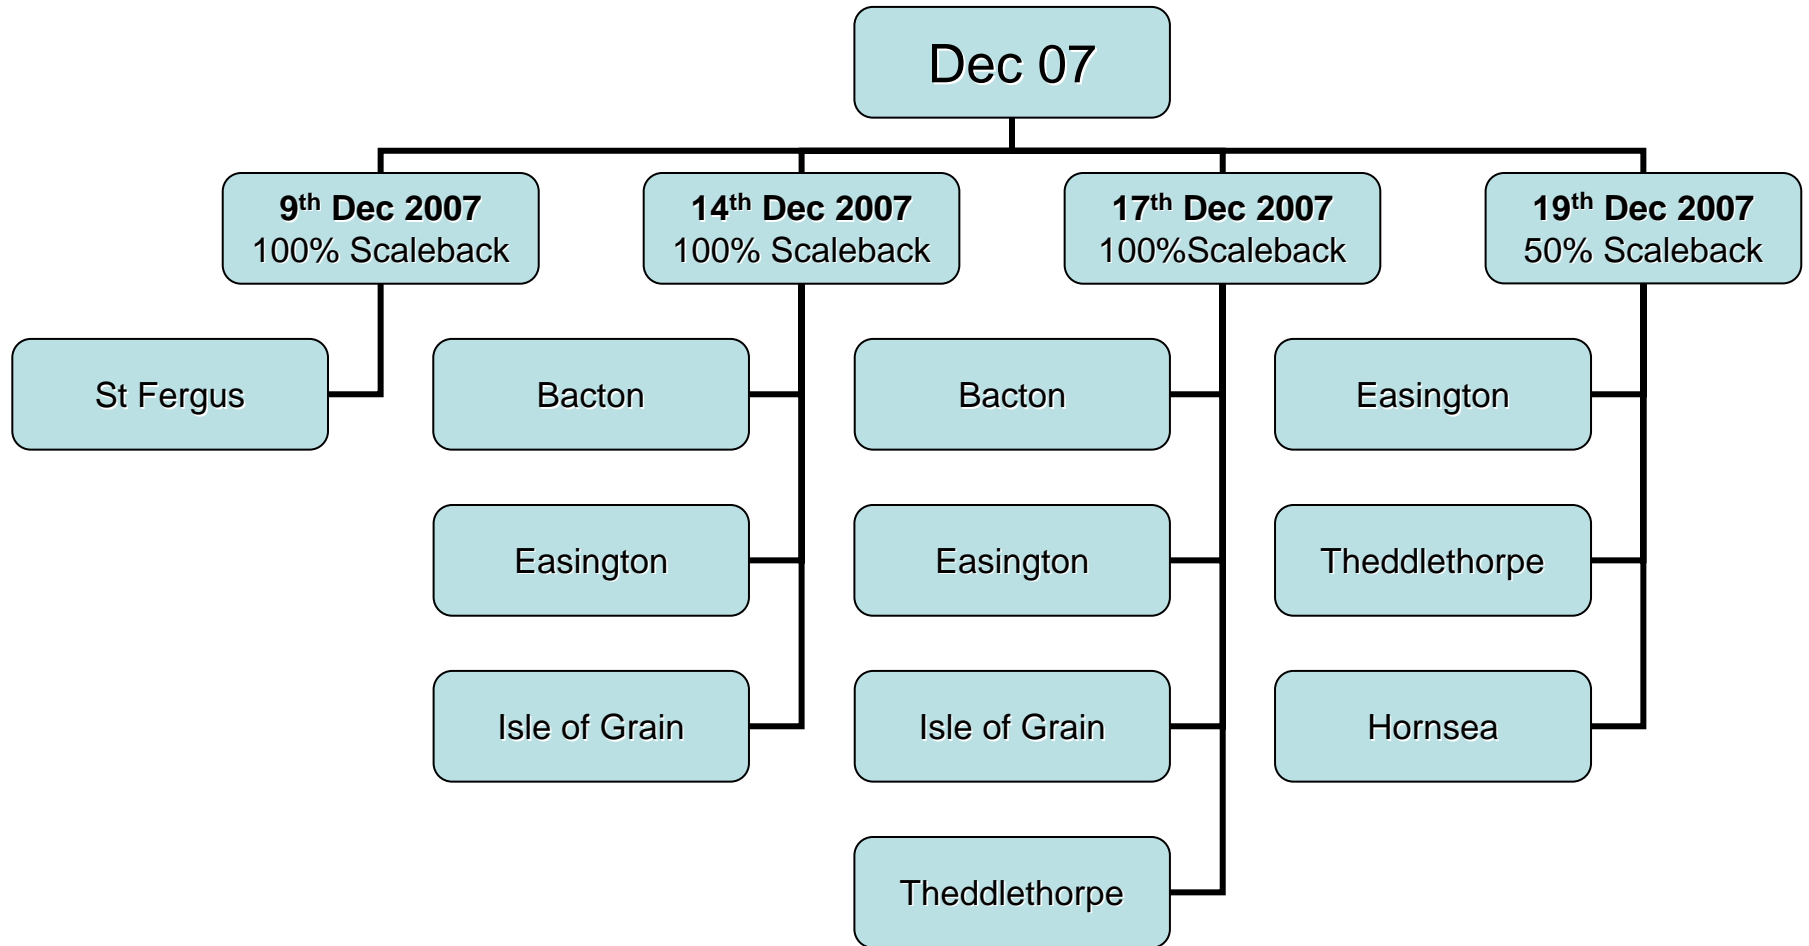 Dec 07
9th Dec 2007
100% Scaleback
14th Dec 2007
100% Scaleback
17th Dec 2007
100%Scaleback
19th Dec 2007
50% Scaleback
St Fergus
Bacton
Bacton
Easington
Easington
Easington
Theddlethorpe
Isle of Grain
Isle of Grain
Hornsea
Theddlethorpe